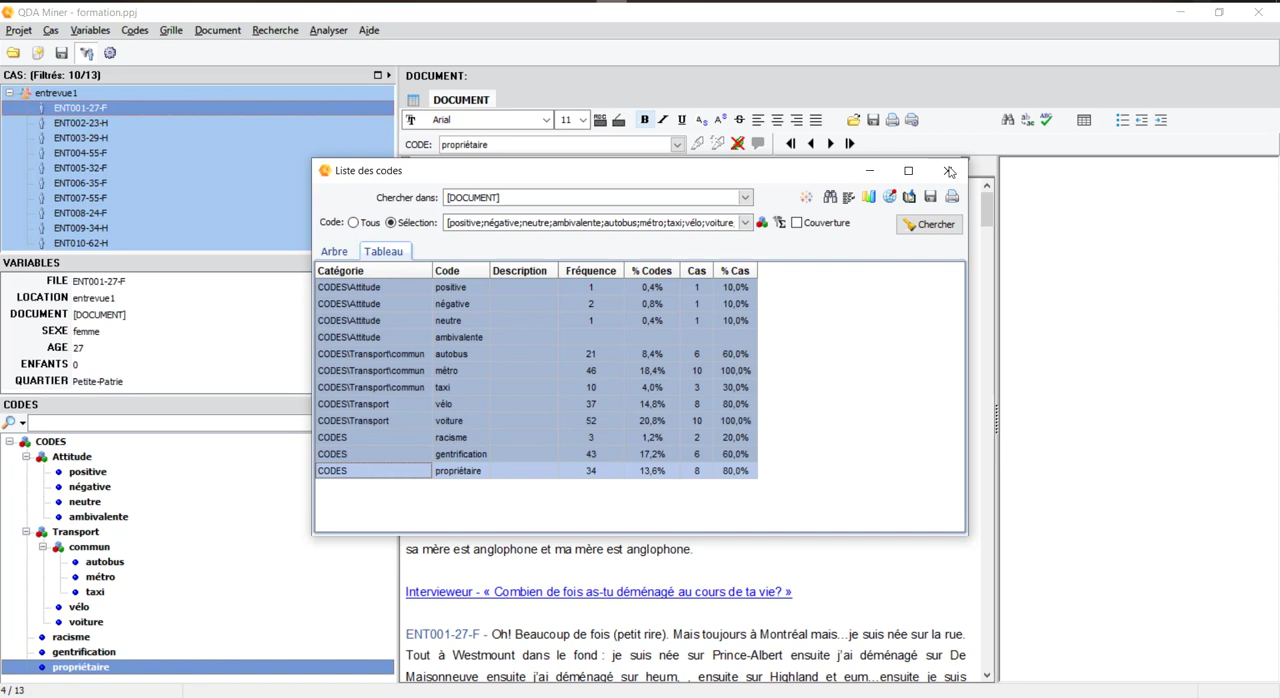 QDA Miner - formation.ppj
Projet Cas Variables Codes Grille Document Recherche Analyser Aide
CAS: (Filtrés: 10/13)
entrevue1
ENT001-27-F
ENT002-23-H
ENT003-29-H
ENT004-55-F
ENT005-32-F
ENT006-35-F
ENT007-55-F
ENT008-24-F
ENT009-34-H
ENT010-62-H
VARIABLES
FILE ENT001-27-F
LOCATION entrevue1
DOCUMENT [DOCUMENT]
SEXE femme
AGE 27
ENFANTS 0
QUARTIER Petite-Patrie
CODES
CODES
Attitude
positive
négative
neutre
ambivalente
Transport
commun
autobus
métro
taxi
vélo
voiture
racisme
gentrification
propriétaire
4 / 13
DOCUMENT:
DOCUMENT
Arial 11
CODE: propriétaire
Liste des codes
Chercher dans: [DOCUMENT]
Code: Tous Sélection: [positive;négative;neutre;ambivalente;autobus;métro;taxi;vélo;voiture Couverture Chercher
Arbre Tableau
Catégorie Code Description Fréquence % Codes Cas % Cas
CODES\Attitude positive 1 0,4% 1 10,0%
CODES\Attitude négative 2 0,8% 1 10,0%
CODES\Attitude neutre 1 0,4% 1 10,0%
CODES\Attitude ambivalente
CODES\Transport\commun autobus 21 8,4% 6 60,0%
CODES\Transport\commun métro 46 18,4% 10 100,0%
CODES\Transport\commun taxi 10 4,0% 3 30,0%
CODES\Transport vélo 37 14,8% 8 80,0%
CODES\Transport voiture 52 20,8% 10 100,0%
CODES racisme 3 1,2% 2 20,0%
CODES gentrification 43 17,2% 6 60,0%
CODES propriétaire 34 13,6% 8 80,0%
sa mère est anglophone et ma mère est anglophone.
Intervieweur - « Combien de fois as-tu déménagé au cours de ta vie? »
ENT001-27-F - Oh! Beaucoup de fois (petit rire). Mais toujours à Montréal mais...je suis née sur la rue.
Tout à Westmount dans le fond : je suis née sur Prince-Albert ensuite j'ai déménagé sur De
Maisonneuve ensuite j'ai déménagé sur heum. , ensuite sur Highland et eum...ensuite je suis